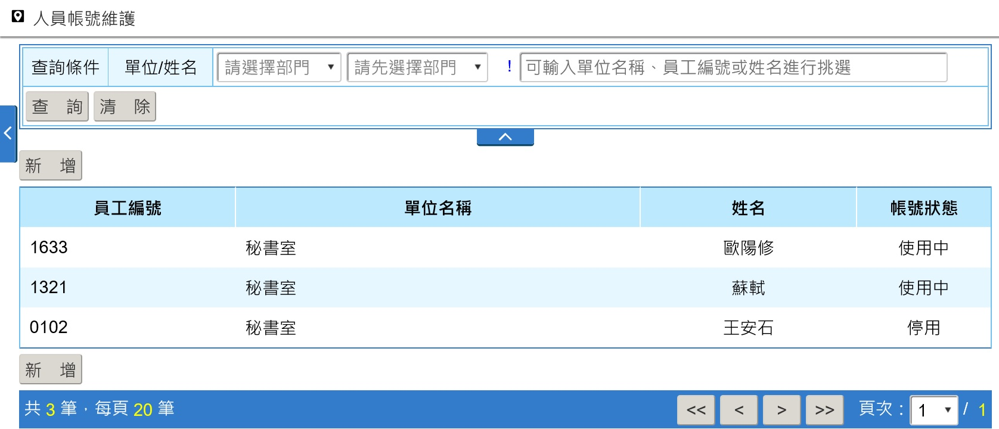 人員帳號維護
查詢條件 單位/姓名 請選擇部門 請先選擇部門 ! 可輸入單位名稱、員工編號或姓名進行挑選
查 詢 清 除
新 增
員工編號 單位名稱 姓名 帳號狀態
1633 秘書室 歐陽修 使用中
1321 秘書室 蘇軾 使用中
0102 秘書室 王安石 停用
新 增
共 3 筆，每頁 20 筆 << < > >> 頁次： 1 / 1